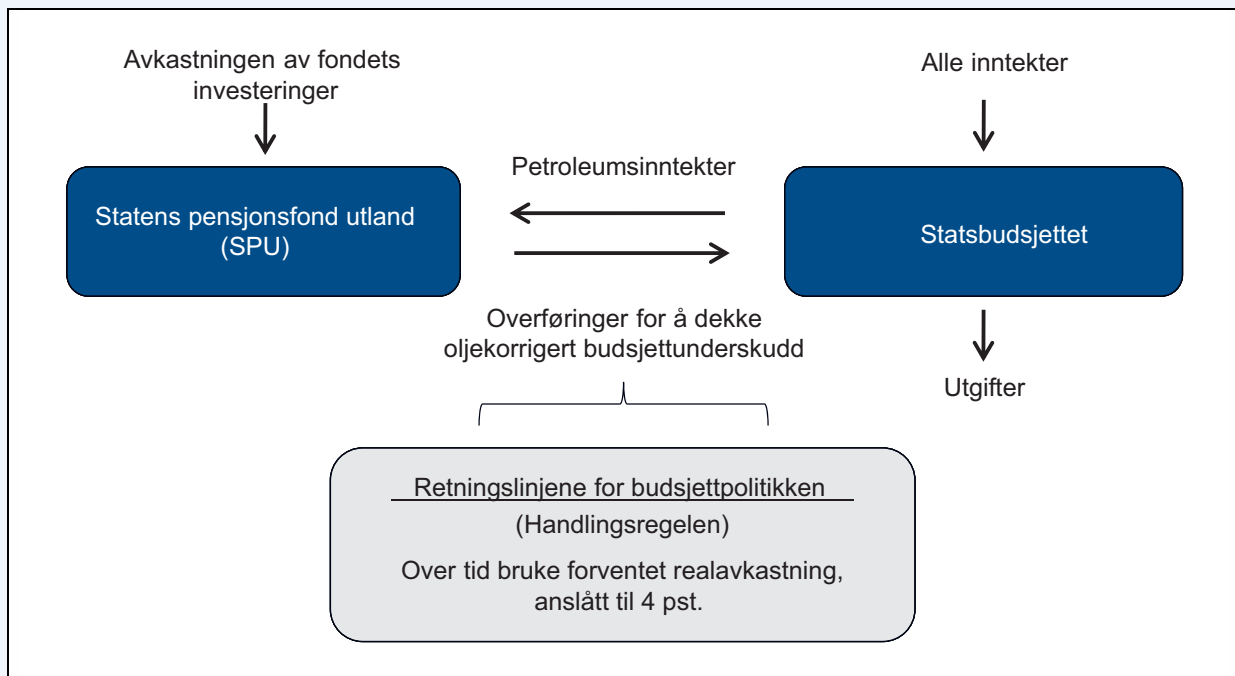 Avkastningen av fondets
investeringer
Alle inntekter
Statens pensjonsfond utland
(SPU)
Petroleumsinntekter
Statsbudsjettet
Overføringer for å dekke
oljekorrigert budsjettunderskudd
Utgifter
Retningslinjene for budsjettpolitikken
(Handlingsregelen)
Over tid bruke forventet realavkastning,
anslått til 4 pst.